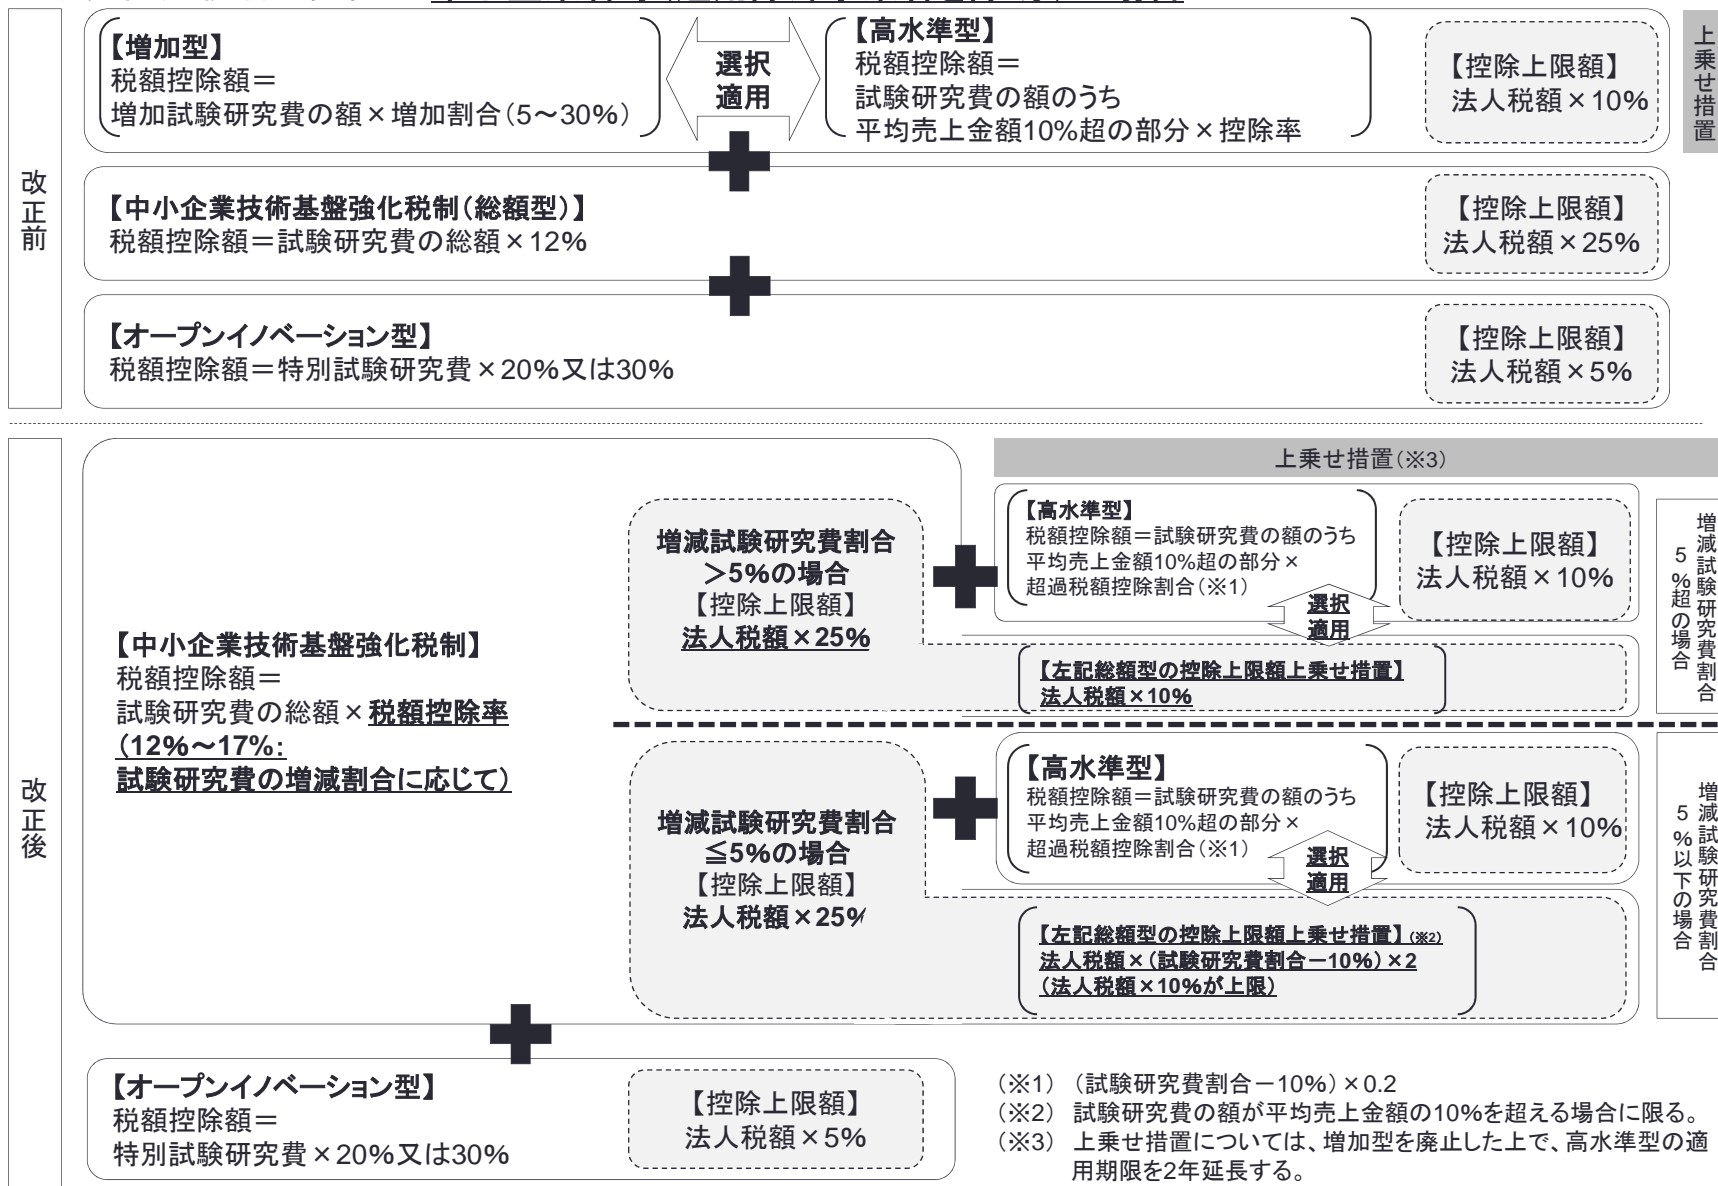 改正前
【増加型】
税額控除額＝
増加試験研究費の額×増加割合（5～30％）
選択
適用
【高水準型】
税額控除額＝
試験研究費の額のうち
平均売上金額10％超の部分×控除率
【控除上限額】
法人税額×10％
上乗せ措置
【中小企業技術基盤強化税制（総額型）】
税額控除額＝試験研究費の総額×12％
【控除上限額】
法人税額×25％
【オープンイノベーション型】
税額控除額＝特別試験研究費×20％又は30％
【控除上限額】
法人税額×5％
改正後
【中小企業技術基盤強化税制】
税額控除額＝
試験研究費の総額×税額控除率
（12％～17％：
試験研究費の増減割合に応じて）
増減試験研究費割合
＞5％の場合
【控除上限額】
法人税額×25％
上乗せ措置（※3）
【高水準型】
税額控除額＝試験研究費の額のうち
平均売上金額10％超の部分×
超過税額控除割合（※1）
選択
適用
【控除上限額】
法人税額×10％
【左記総額型の控除上限額上乗せ措置】
法人税額×10％
増減試験研究費割合
5％超の場合
増減試験研究費割合
≦5％の場合
【控除上限額】
法人税額×25％
【高水準型】
税額控除額＝試験研究費の額のうち
平均売上金額10％超の部分×
超過税額控除割合（※1）
選択
適用
【控除上限額】
法人税額×10％
【左記総額型の控除上限額上乗せ措置】（※2）
法人税額×（試験研究費割合－10％）×2
（法人税額×10％が上限）
増減試験研究費割合
5％以下の場合
【オープンイノベーション型】
税額控除額＝
特別試験研究費×20％又は30％
【控除上限額】
法人税額×5％
（※1） （試験研究費割合－10％）×0.2
（※2） 試験研究費の額が平均売上金額の10％を超える場合に限る。
（※3） 上乗せ措置については、増加型を廃止した上で、高水準型の適
用期限を2年延長する。